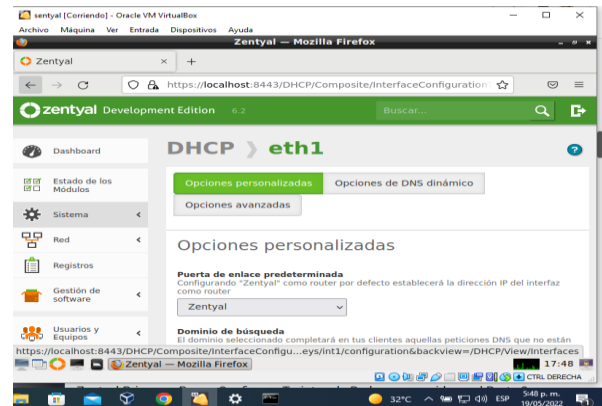 sentyal [Corriendo] - Oracle VM VirtualBox
Archivo Máquina Ver Entrada Dispositivos Ayuda
Zentyal — Mozilla Firefox
Zentyal
https://localhost:8443/DHCP/Composite/InterfaceConfiguration
zentyal Development Edition 6.2
Buscar...
Dashboard
Estado de los
Módulos
Sistema
Red
Registros
Gestión de
software
Usuarios y
Equipos
DHCP eth1
Opciones personalizadas Opciones de DNS dinámico
Opciones avanzadas
Opciones personalizadas
Puerta de enlace predeterminada
Configurando "Zentyal" como router por defecto establecerá la dirección IP del interfaz
como router
Zentyal
Dominio de búsqueda
El dominio seleccionado completará en tus clientes aquellas peticiones DNS que no están
https://localhost:8443/DHCP/Composite/InterfaceConfigu...eys/int1/configuration&backview=/DHCP/View/Interfaces
Zentyal — Mozilla Firefox 17:48
CTRL DERECHA
32°C ESP 5:48 p. m.
19/05/2022